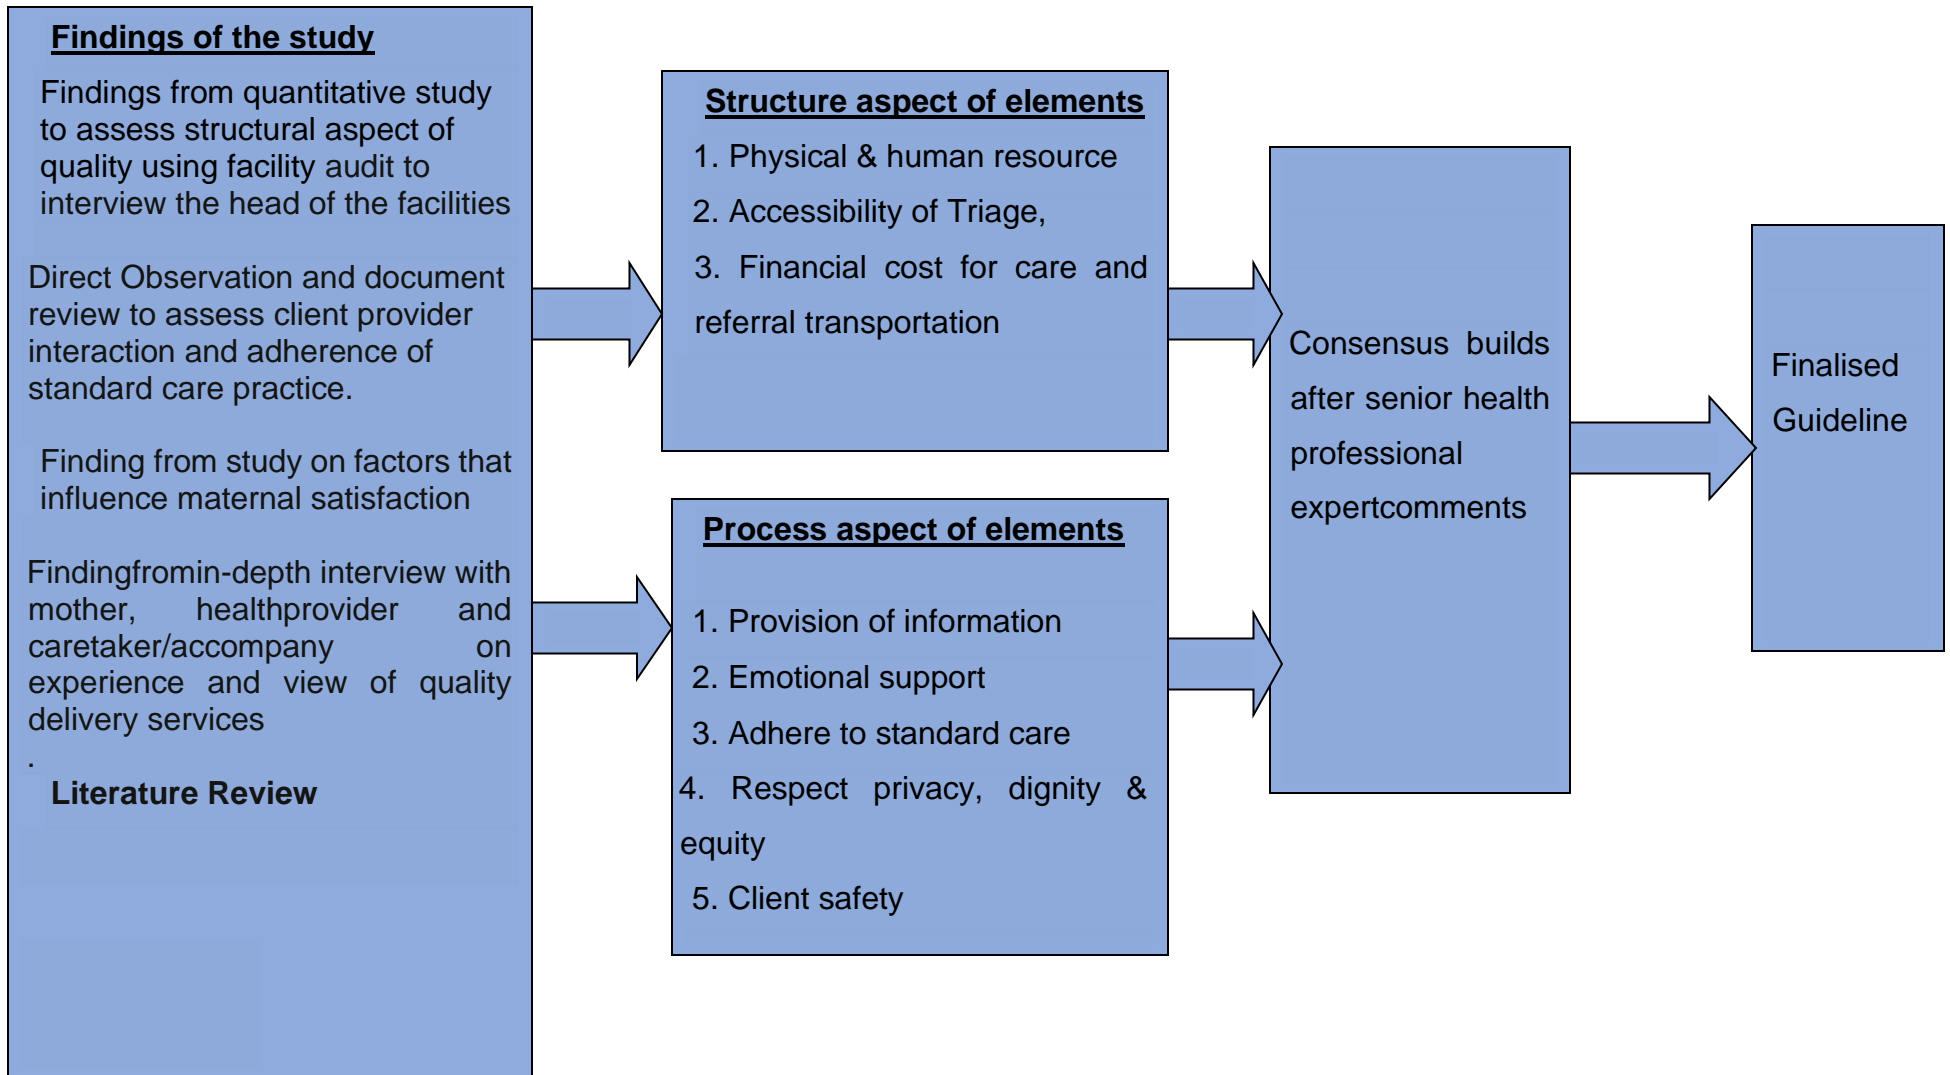 Findings of the study
Findings from quantitative study
to assess structural aspect of
quality using facility audit to
interview the head of the facilities
Direct Observation and document
review to assess client provider
interaction and adherence of
standard care practice.
Finding from study on factors that
influence maternal satisfaction
Findingfromin-depth interview with
mother, healthprovider and
caretaker/accompany on
experience and view of quality
delivery services
.
Literature Review
Structure aspect of elements
1. Physical & human resource
2. Accessibility of Triage,
3. Financial cost for care and
referral transportation
Process aspect of elements
1. Provision of information
2. Emotional support
3. Adhere to standard care
4. Respect privacy, dignity &
equity
5. Client safety
Consensus builds
after senior health
professional
expertcomments
Finalised
Guideline